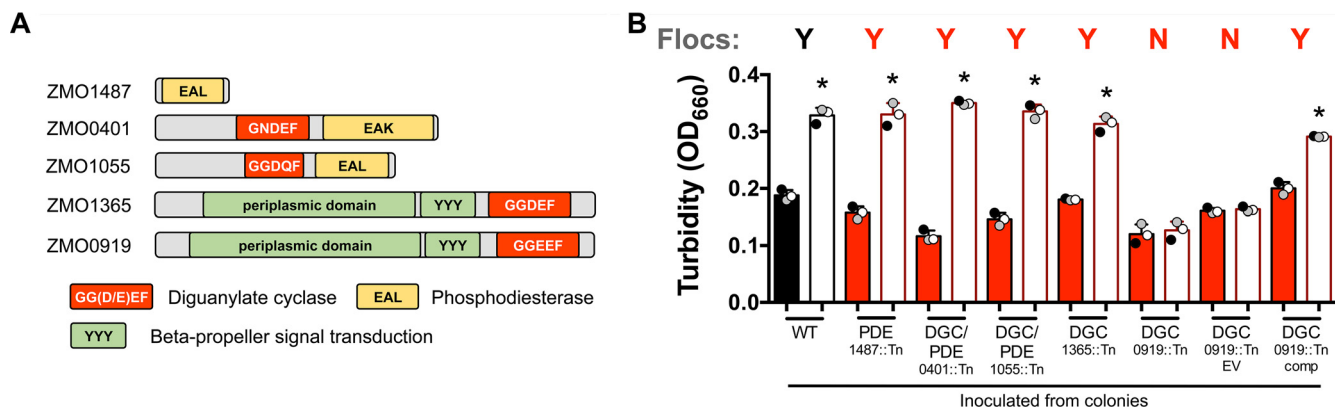 A
ZMO1487
EAL
ZMO0401
GNDEF
EAK
ZMO1055
GGDQF
EAL
ZMO1365
periplasmic domain
YYY
GGDEF
ZMO0919
periplasmic domain
YYY
GGEEF
GG(D/E)EF
Diguanylate cyclase
EAL
Phosphodiesterase
YYY
Beta-propeller signal transduction
B
Flocs: Y Y Y Y Y N N Y
Turbidity (OD660)
0.4
0.3
0.2
0.1
0.0
* * * * * *
WT
PDE
1487::Tn
DGC/
PDE
0401::Tn
DGC/
PDE
1055::Tn
DGC
1365::Tn
DGC
0919::Tn
DGC
0919::Tn
EV
DGC
0919::Tn
comp
Inoculated from colonies